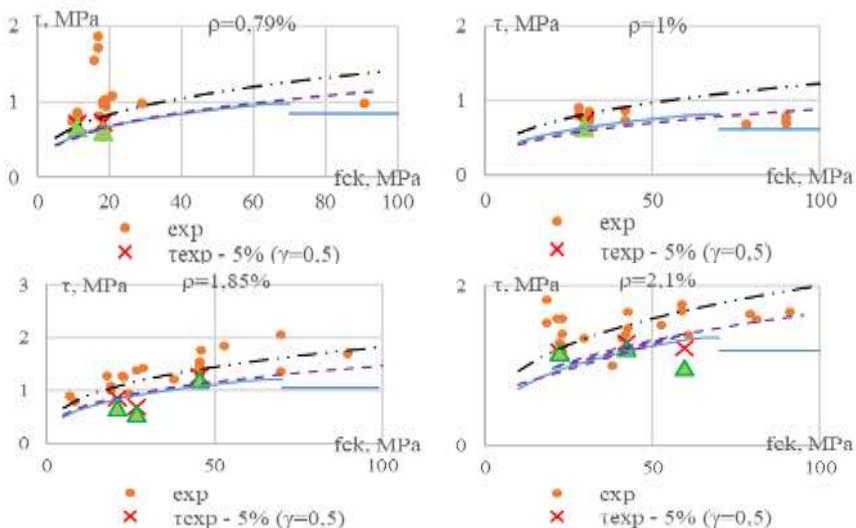 τ, MPa
ρ=0,79%
2
1
0
0 20 40 60 80 100
fck, MPa
exp
τexp - 5% (γ=0,5)
τ, MPa
ρ=1%
2
1
0
0 50 100
fck, MPa
exp
τexp - 5% (γ=0,5)
τ, MPa
ρ=1,85%
3
2
1
0
0 50 100
fck, MPa
exp
τexp - 5% (γ=0,5)
τ, MPa
ρ=2,1%
2
0
0 50 100
fck, MPa
exp
τexp - 5% (γ=0,5)